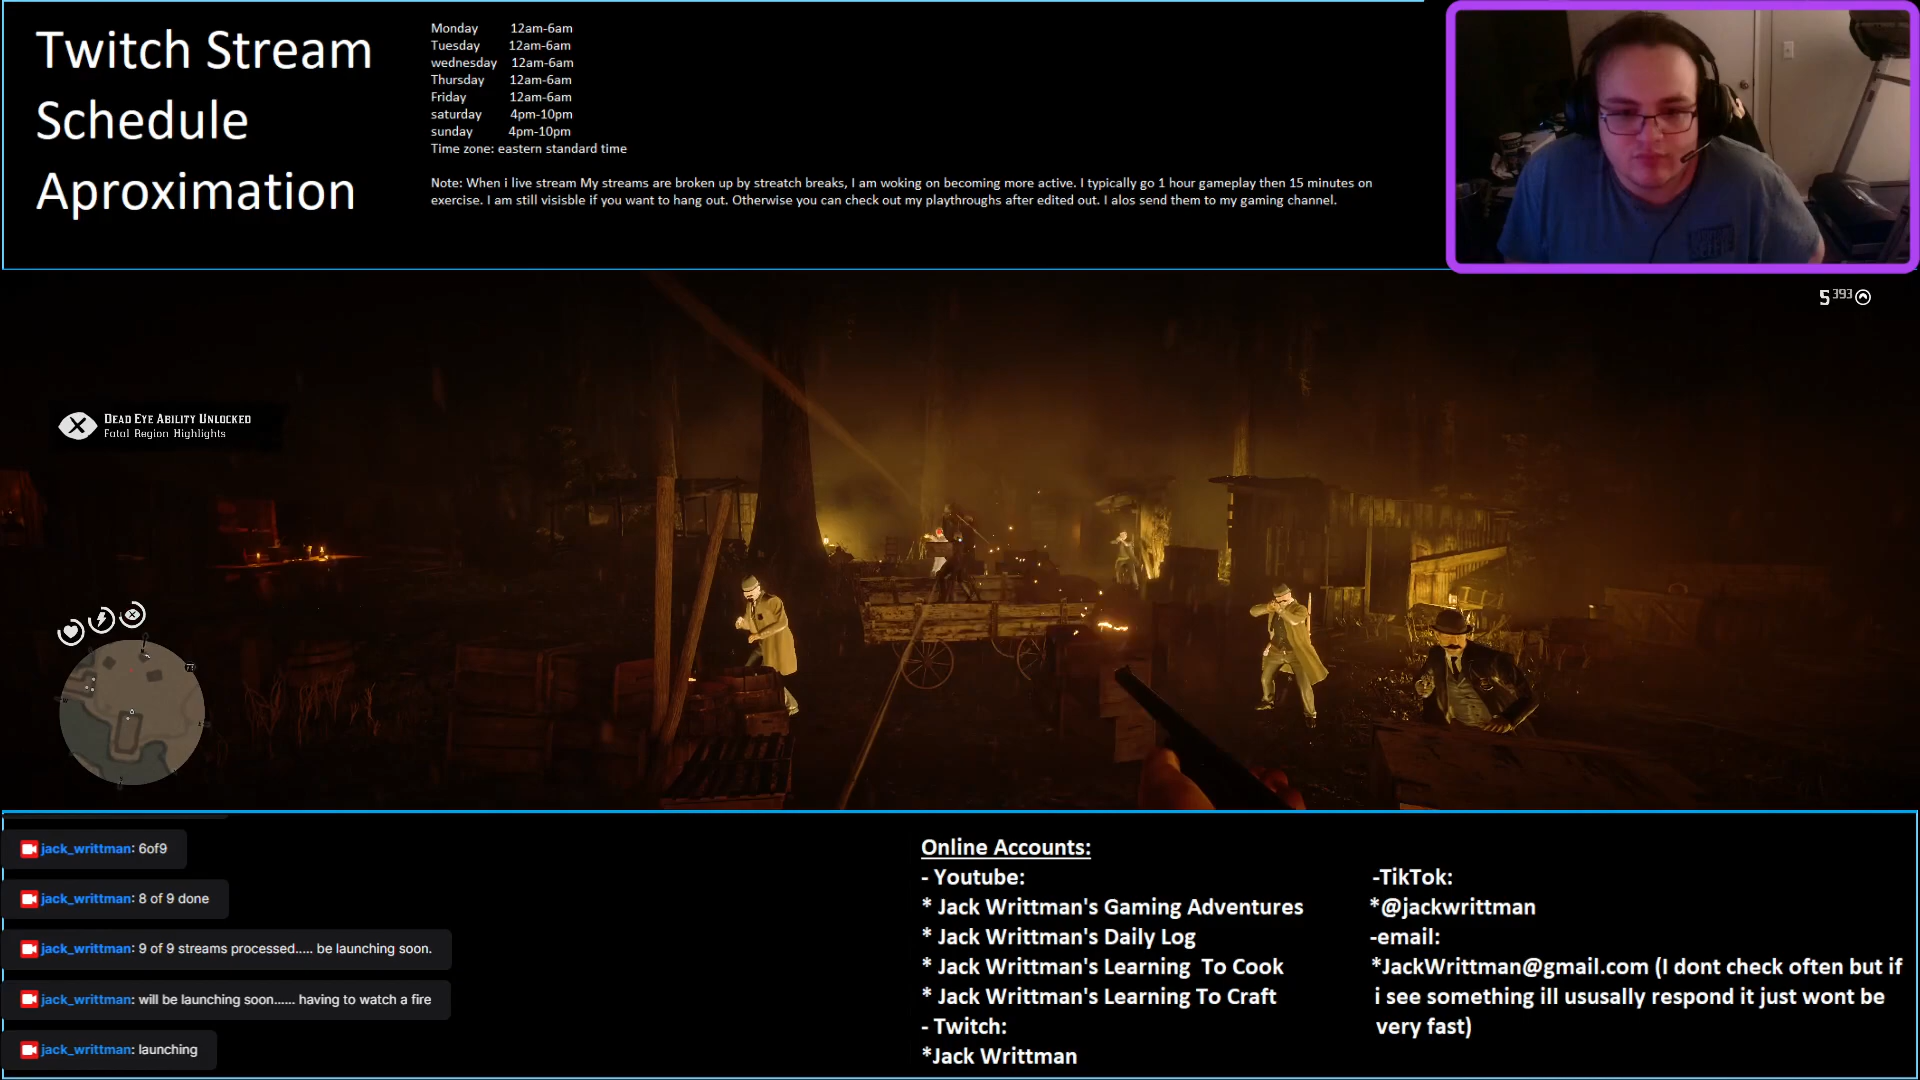 Twitch Stream
Schedule
Aproximation
Monday 12am-6am
Tuesday 12am-6am
wednesday 12am-6am
Thursday 12am-6am
Friday 12am-6am
saturday 4pm-10pm
sunday 4pm-10pm
Time zone: eastern standard time
Note: When i live stream My streams are broken up by streatch breaks, I am woking on becoming more active. I typically go 1 hour gameplay then 15 minutes on
exercise. I am still visisble if you want to hang out. Otherwise you can check out my playthroughs after edited out. I alos send them to my gaming channel.
5 393
Dead Eye Ability Unlocked
Fatal Region Highlights
jack_writtman: 6of9
jack_writtman: 8 of 9 done
jack_writtman: 9 of 9 streams processed..... be launching soon.
jack_writtman: will be launching soon...... having to watch a fire
jack_writtman: launching
Online Accounts:
- Youtube:
* Jack Writtman's Gaming Adventures
* Jack Writtman's Daily Log
* Jack Writtman's Learning To Cook
* Jack Writtman's Learning To Craft
- Twitch:
*Jack Writtman
-TikTok:
*@jackwrittman
-email:
*JackWrittman@gmail.com (I dont check often but if
i see something ill ususally respond it just wont be
very fast)